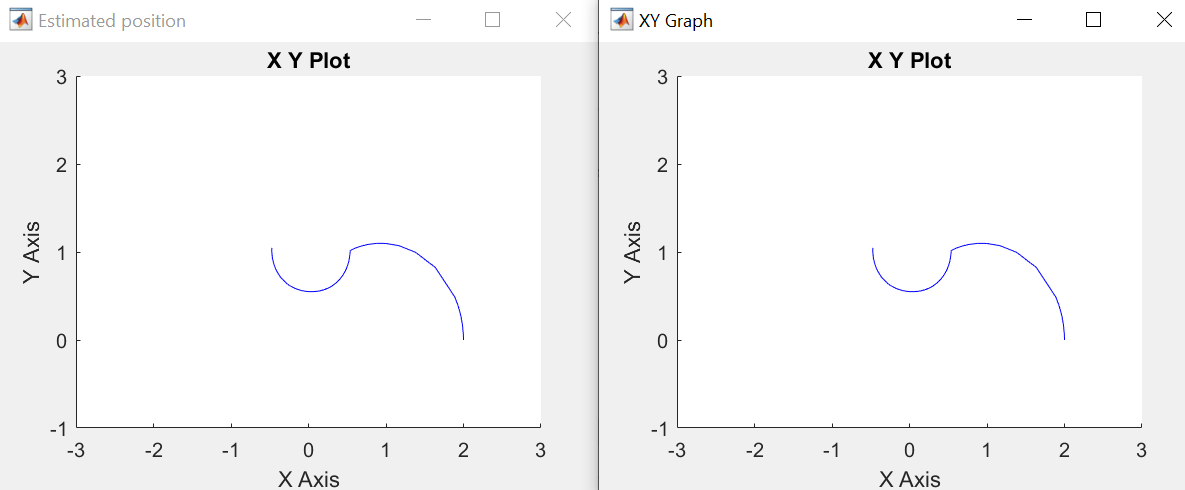 Estimated position
X Y Plot
3
2
1
0
-1
Y Axis
-3 -2 -1 0 1 2 3
X Axis
XY Graph
X Y Plot
3
2
1
0
-1
Y Axis
-3 -2 -1 0 1 2 3
X Axis